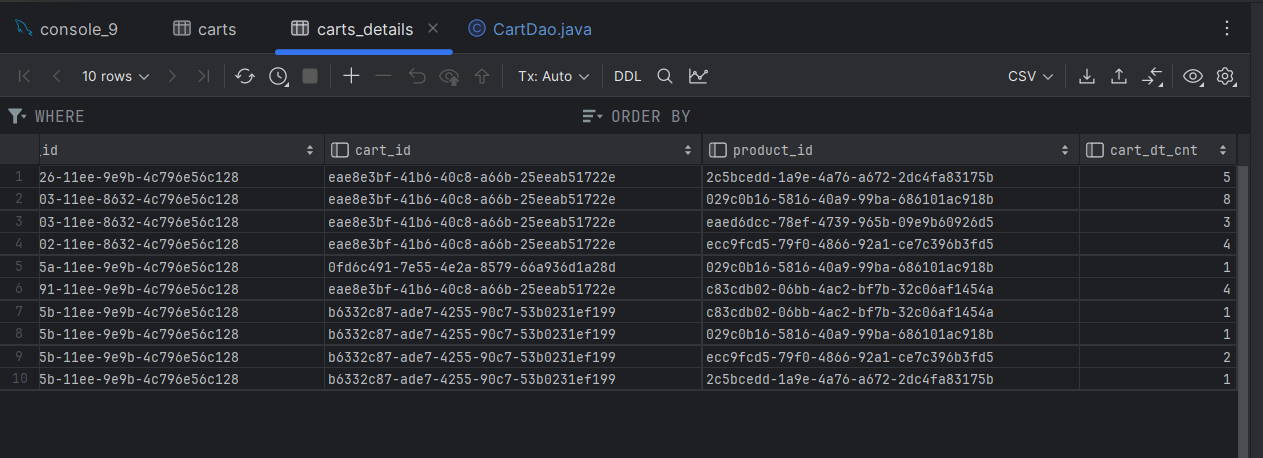 console_9 carts carts_details CartDao.java
10 rows Tx: Auto DDL CSV
WHERE ORDER BY
_id cart_id product_id cart_dt_cnt
1 26-11ee-9e9b-4c796e56c128 eae8e3bf-41b6-40c8-a66b-25eeab51722e 2c5bcedd-1a9e-4a76-a672-2dc4fa83175b 5
2 03-11ee-8632-4c796e56c128 eae8e3bf-41b6-40c8-a66b-25eeab51722e 029c0b16-5816-40a9-99ba-686101ac918b 8
3 03-11ee-8632-4c796e56c128 eae8e3bf-41b6-40c8-a66b-25eeab51722e eaed6dcc-78ef-4739-965b-09e9b60926d5 3
4 02-11ee-8632-4c796e56c128 eae8e3bf-41b6-40c8-a66b-25eeab51722e ecc9fcd5-79f0-4866-92a1-ce7c396b3fd5 4
5 5a-11ee-9e9b-4c796e56c128 0fd6c491-7e55-4e2a-8579-66a936d1a28d 029c0b16-5816-40a9-99ba-686101ac918b 1
6 91-11ee-9e9b-4c796e56c128 eae8e3bf-41b6-40c8-a66b-25eeab51722e c83cdb02-06bb-4ac2-bf7b-32c06af1454a 4
7 5b-11ee-9e9b-4c796e56c128 b6332c87-ade7-4255-90c7-53b0231ef199 c83cdb02-06bb-4ac2-bf7b-32c06af1454a 1
8 5b-11ee-9e9b-4c796e56c128 b6332c87-ade7-4255-90c7-53b0231ef199 029c0b16-5816-40a9-99ba-686101ac918b 1
9 5b-11ee-9e9b-4c796e56c128 b6332c87-ade7-4255-90c7-53b0231ef199 ecc9fcd5-79f0-4866-92a1-ce7c396b3fd5 2
10 5b-11ee-9e9b-4c796e56c128 b6332c87-ade7-4255-90c7-53b0231ef199 2c5bcedd-1a9e-4a76-a672-2dc4fa83175b 1